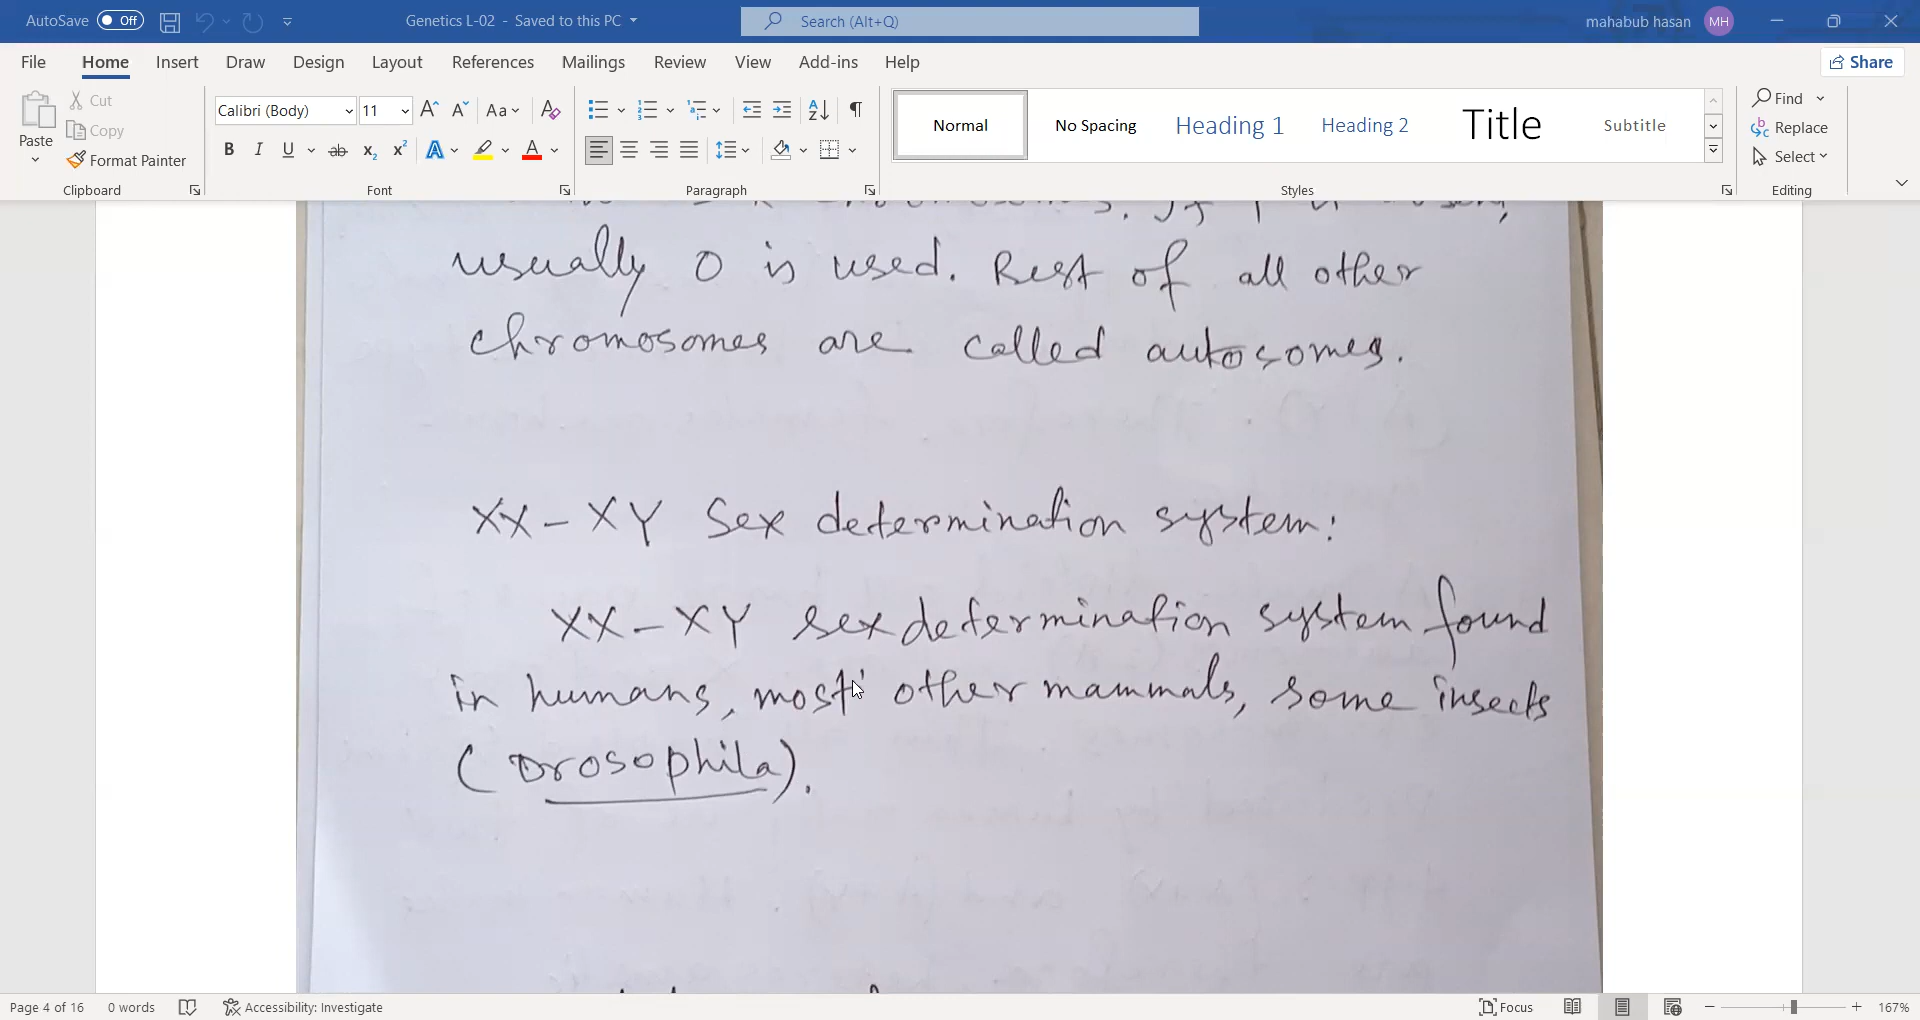 AutoSave Off Genetics L-02 - Saved to this PC Search (Alt+Q) mahabub hasan MH
File Home Insert Draw Design Layout References Mailings Review View Add-ins Help Share
Paste Cut Copy Format Painter Clipboard
Calibri (Body) 11 Aa Font
Paragraph
Normal No Spacing Heading 1 Heading 2 Title Subtitle Styles
Find Replace Select Editing
usually 0 is used. Rest of all other
chromosomes are called autosomes.
XX - XY Sex determination system:
XX - XY sex determination system found
in humans, most other mammals, some insects
(Drosophila).
Page 4 of 16 0 words Accessibility: Investigate Focus 167%